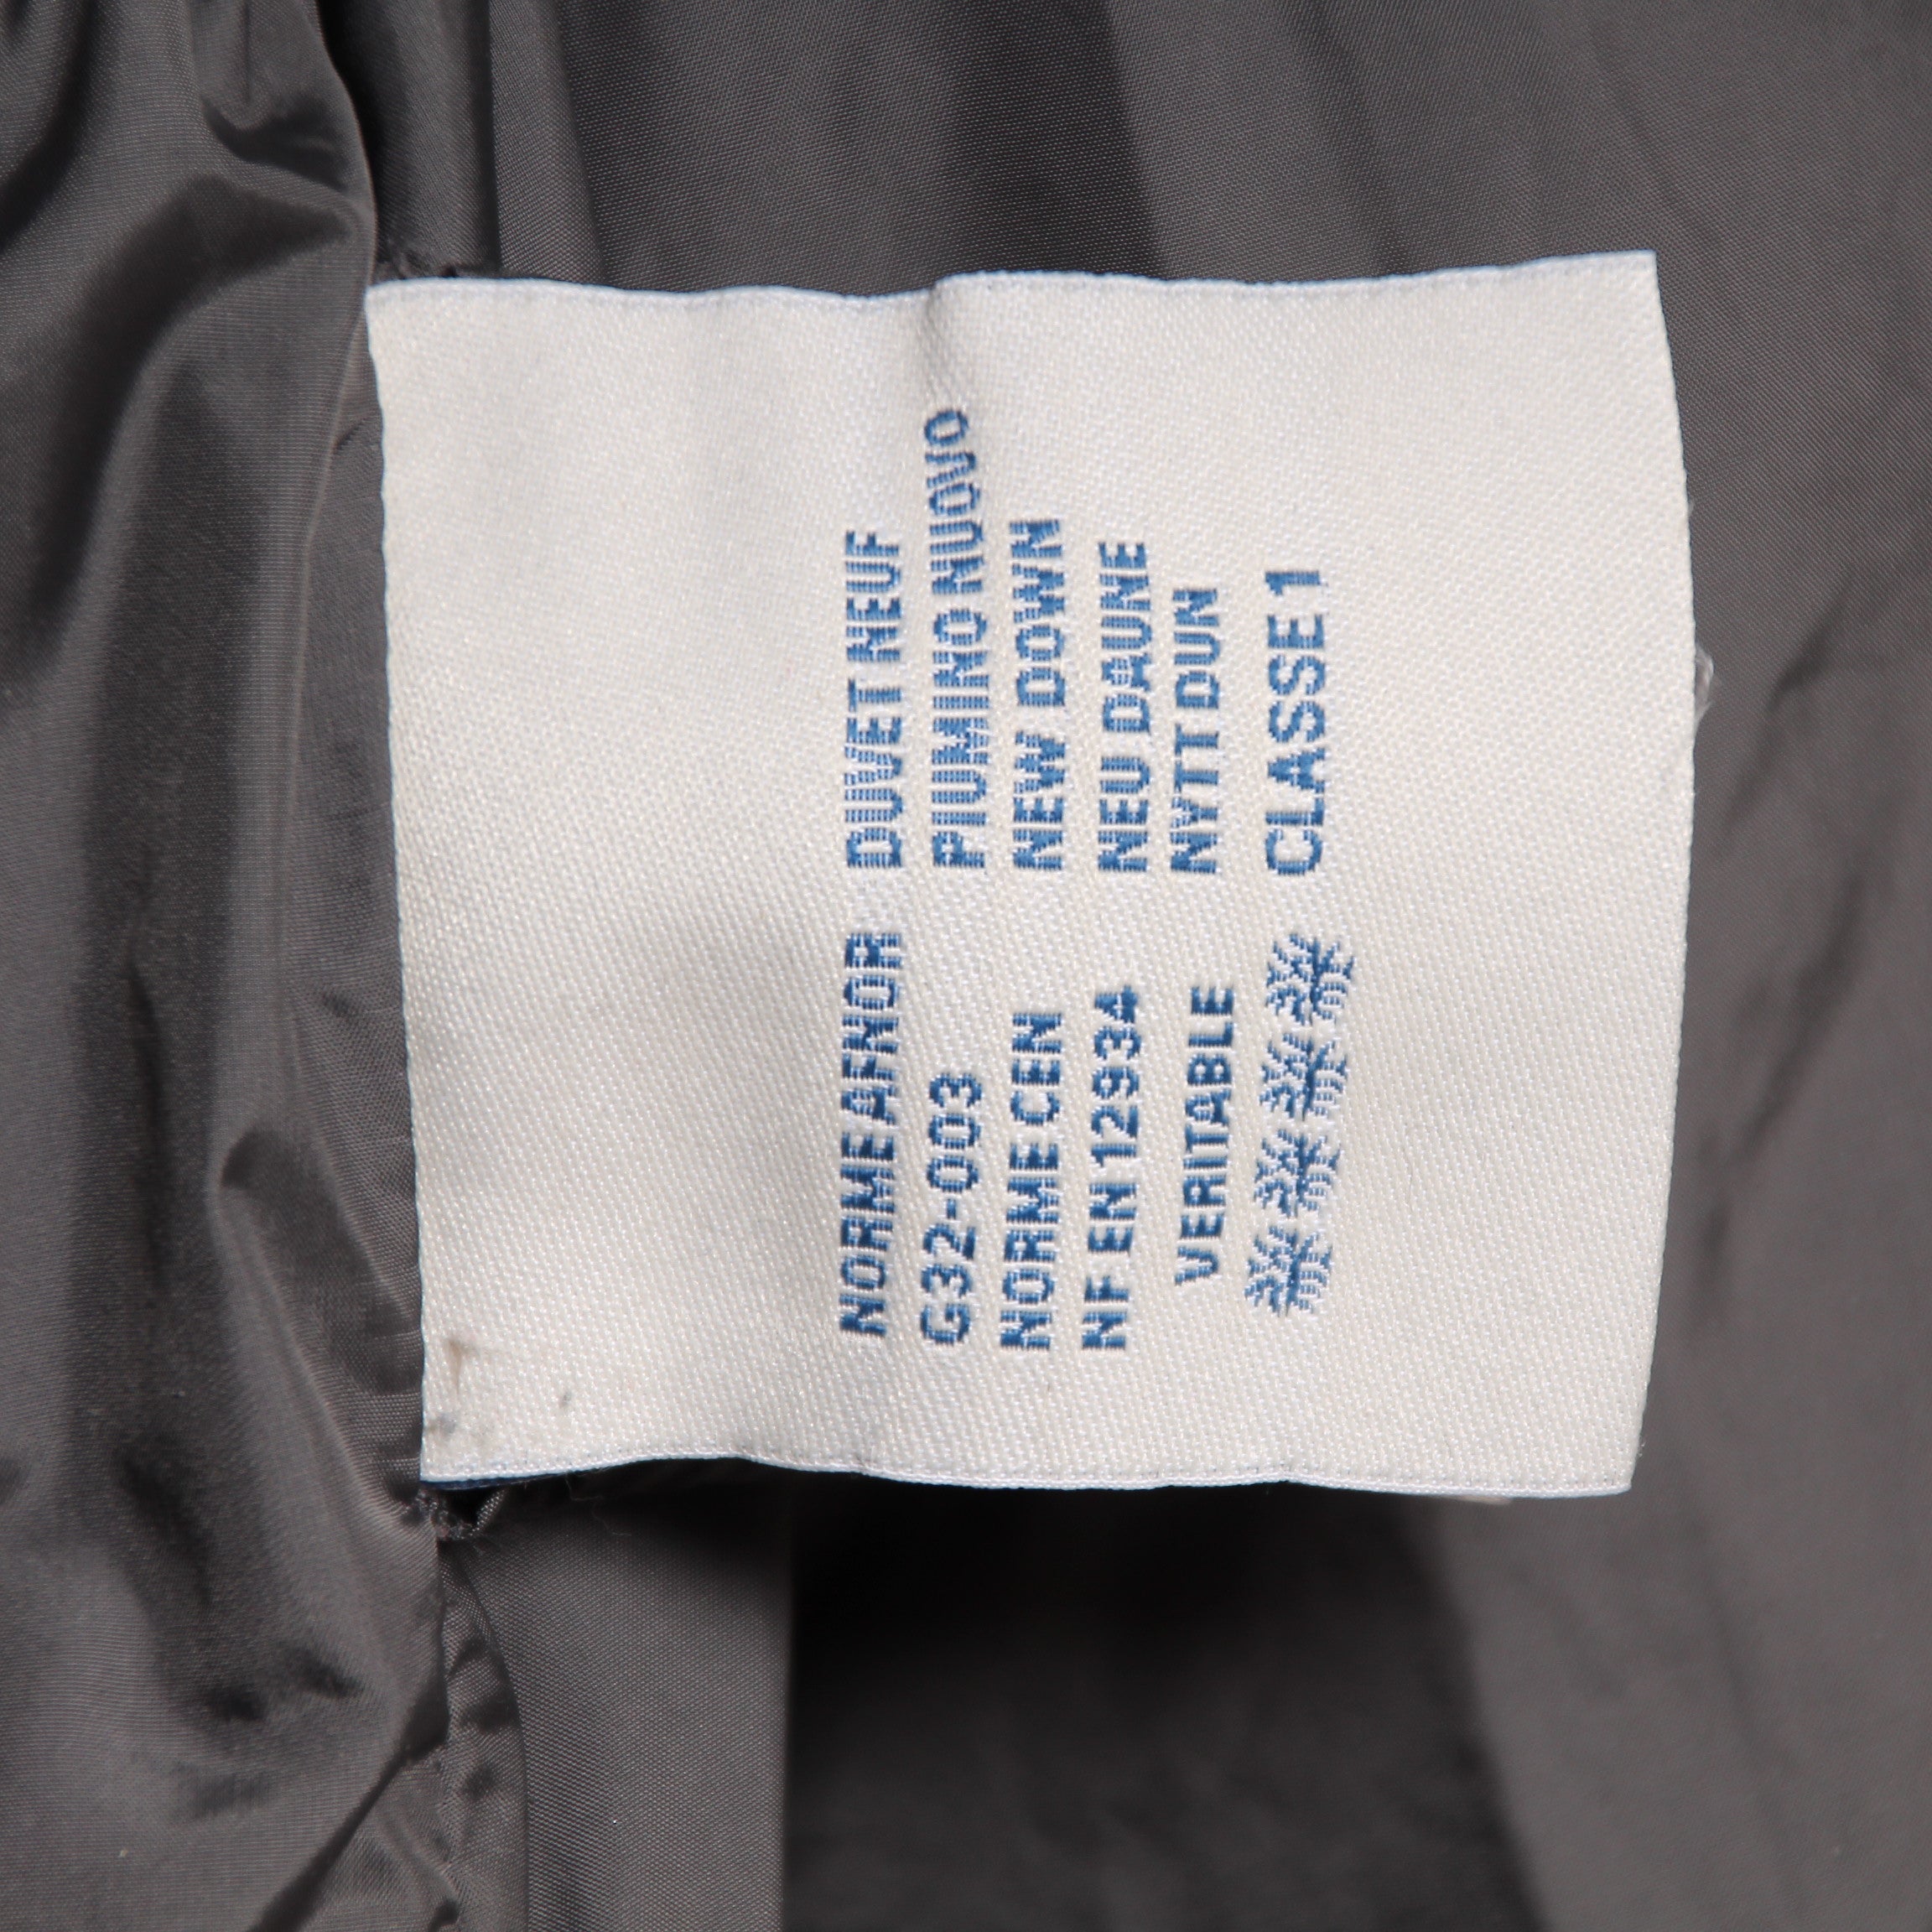 NORME AFNOR DUVET NEUF
G32-003 PIUMINO NUOVO
NORME CEN NEW DOWN
NF EN 12934 NEU DAUNE
VERITABLE NYTT DUN
CLASSE 1